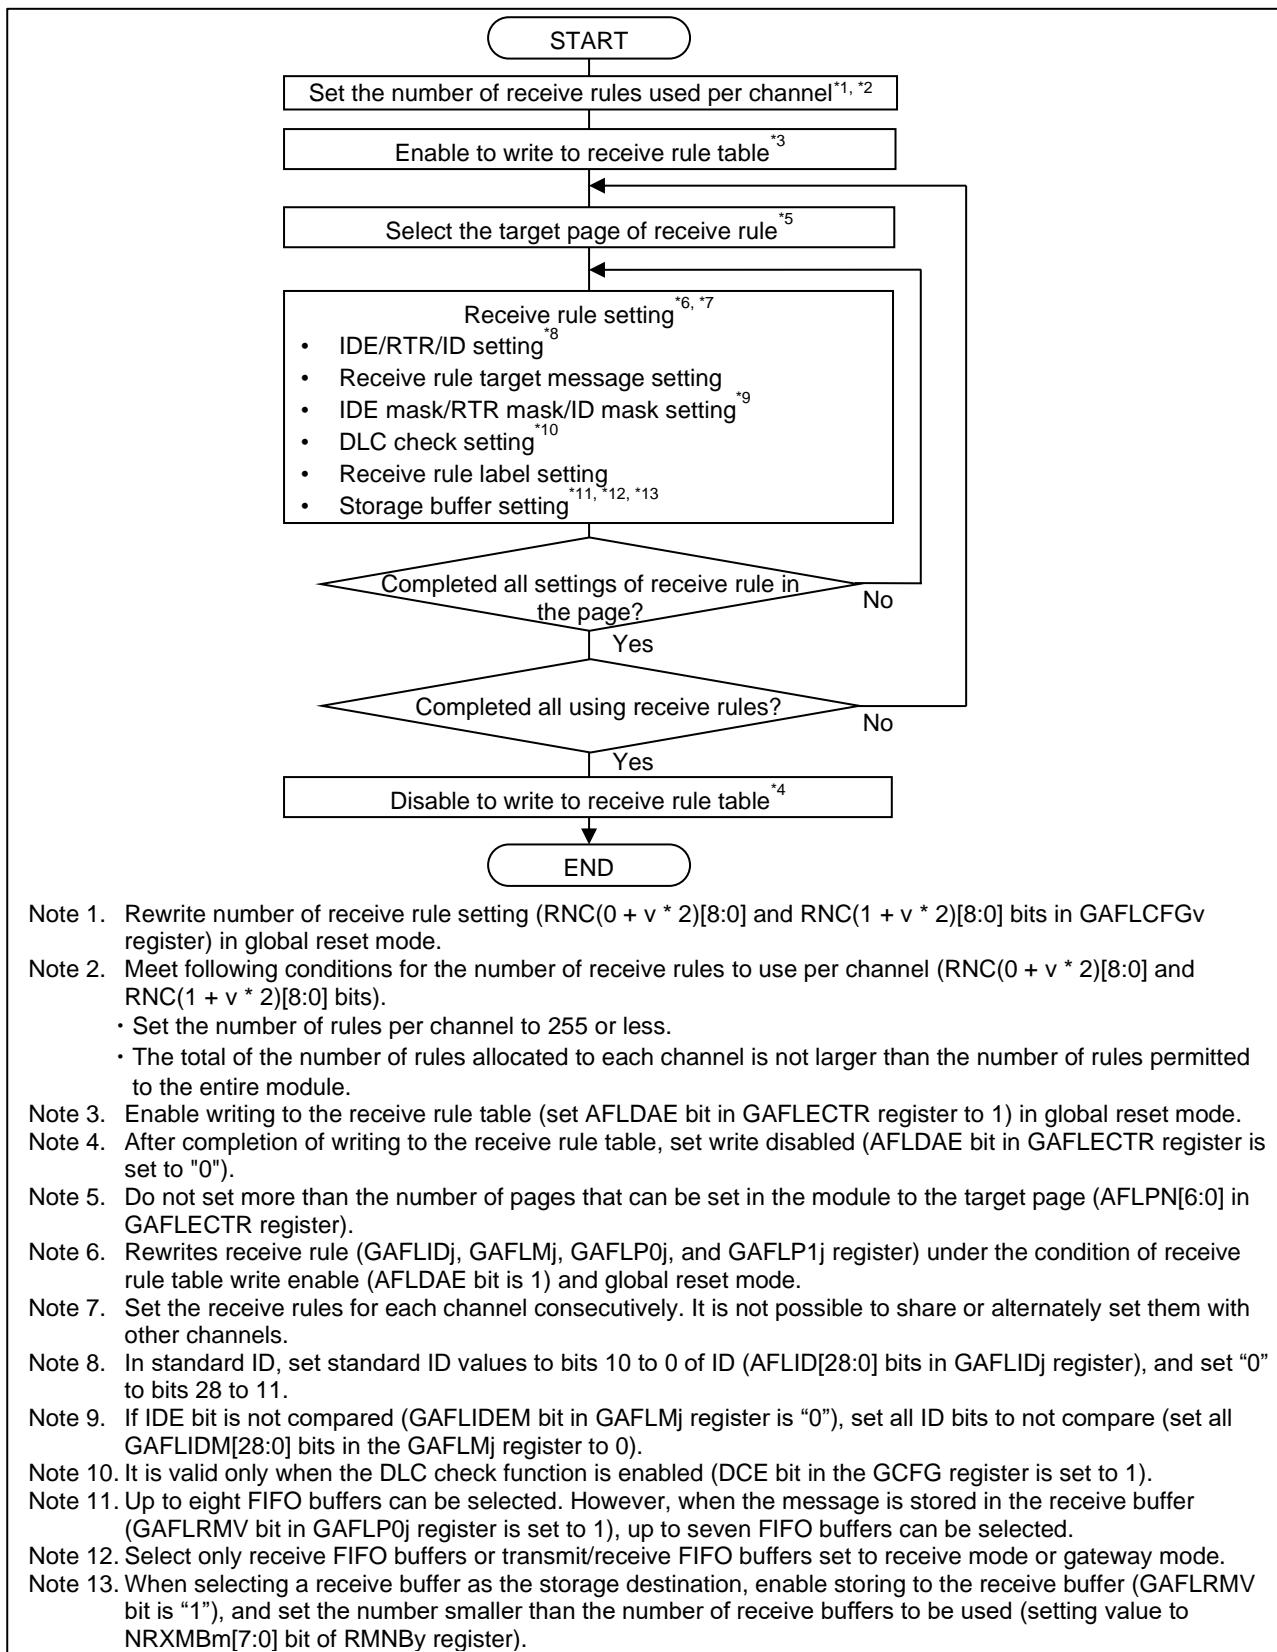 START
Set the number of receive rules used per channel*1, *2
Enable to write to receive rule table*3
Select the target page of receive rule*5
Receive rule setting*6, *7
• IDE/RTR/ID setting*8
• Receive rule target message setting
• IDE mask/RTR mask/ID mask setting*9
• DLC check setting*10
• Receive rule label setting
• Storage buffer setting*11, *12, *13
Completed all settings of receive rule in
the page?
No
Yes
Completed all using receive rules?
No
Yes
Disable to write to receive rule table*4
END
Note 1. Rewrite number of receive rule setting (RNC(0 + v * 2)[8:0] and RNC(1 + v * 2)[8:0] bits in GAFLCFGv
register) in global reset mode.
Note 2. Meet following conditions for the number of receive rules to use per channel (RNC(0 + v * 2)[8:0] and
RNC(1 + v * 2)[8:0] bits).
・Set the number of rules per channel to 255 or less.
・The total of the number of rules allocated to each channel is not larger than the number of rules permitted
to the entire module.
Note 3. Enable writing to the receive rule table (set AFLDAE bit in GAFLECTR register to 1) in global reset mode.
Note 4. After completion of writing to the receive rule table, set write disabled (AFLDAE bit in GAFLECTR register is
set to "0").
Note 5. Do not set more than the number of pages that can be set in the module to the target page (AFLPN[6:0] in
GAFLECTR register).
Note 6. Rewrites receive rule (GAFLIDj, GAFLMj, GAFLP0j, and GAFLP1j register) under the condition of receive
rule table write enable (AFLDAE bit is 1) and global reset mode.
Note 7. Set the receive rules for each channel consecutively. It is not possible to share or alternately set them with
other channels.
Note 8. In standard ID, set standard ID values to bits 10 to 0 of ID (AFLID[28:0] bits in GAFLIDj register), and set “0”
to bits 28 to 11.
Note 9. If IDE bit is not compared (GAFLIDEM bit in GAFLMj register is “0”), set all ID bits to not compare (set all
GAFLIDM[28:0] bits in the GAFLMj register to 0).
Note 10. It is valid only when the DLC check function is enabled (DCE bit in the GCFG register is set to 1).
Note 11. Up to eight FIFO buffers can be selected. However, when the message is stored in the receive buffer
(GAFLRMV bit in GAFLP0j register is set to 1), up to seven FIFO buffers can be selected.
Note 12. Select only receive FIFO buffers or transmit/receive FIFO buffers set to receive mode or gateway mode.
Note 13. When selecting a receive buffer as the storage destination, enable storing to the receive buffer (GAFLRMV
bit is “1”), and set the number smaller than the number of receive buffers to be used (setting value to
NRXMBm[7:0] bit of RMNBy register).